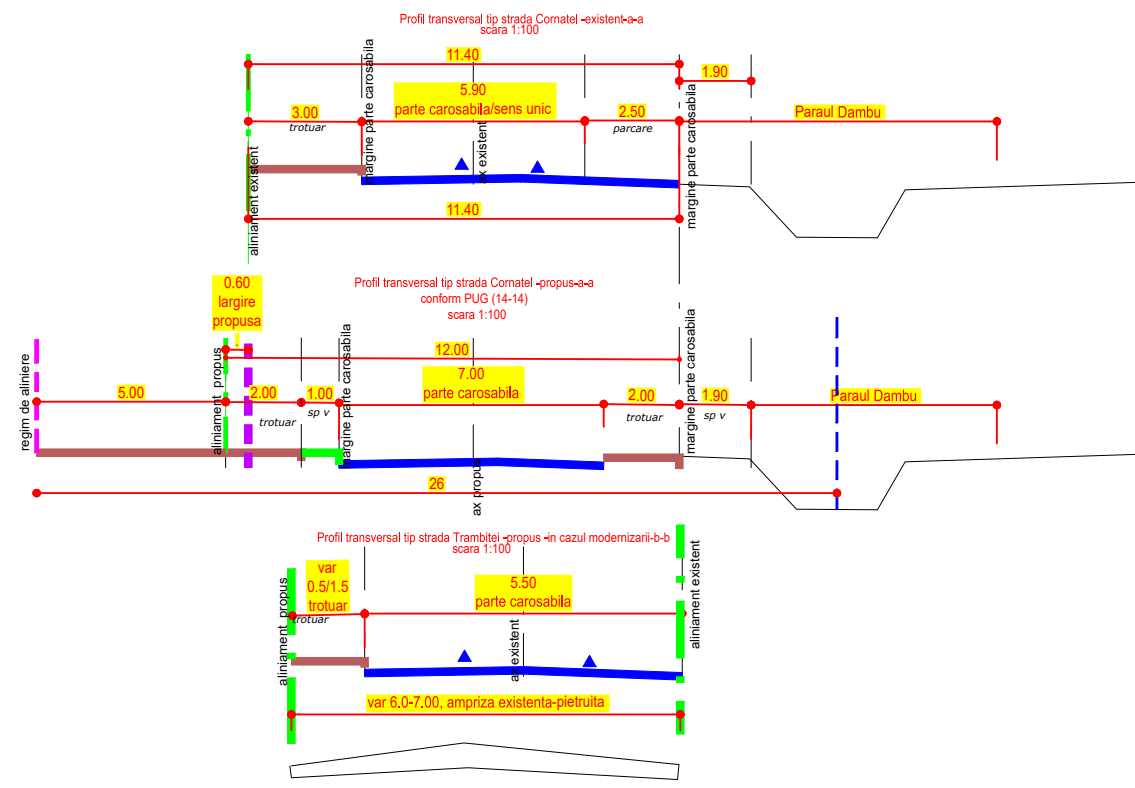 Profil transversal tip strada Cornatel -existent-a-a
scara 1:100
11.40
1.90
3.00
trotuar
5.90
parte carosabila/sens unic
2.50
parcare
Paraul Dambu
aliniament existent
margine parte carosabila
ax existent
margine parte carosabila
11.40
Profil transversal tip strada Cornatel -propus-a-a
conform PUG (14-14)
scara 1:100
0.60
largire
propusa
12.00
5.00
2.00
trotuar
1.00
sp v
7.00
parte carosabila
2.00
trotuar
1.90
sp v
Paraul Dambu
regim de aliniere
aliniament propus
margine parte carosabila
ax propus
margine parte carosabila
26
Profil transversal tip strada Trambitei -propus -in cazul modernizarii-b-b
scara 1:100
var
0.5/1.5
trotuar
trotuar
5.50
parte carosabila
aliniament propus
ax existent
aliniament existent
var 6.0-7.00, ampriza existenta-pietruita